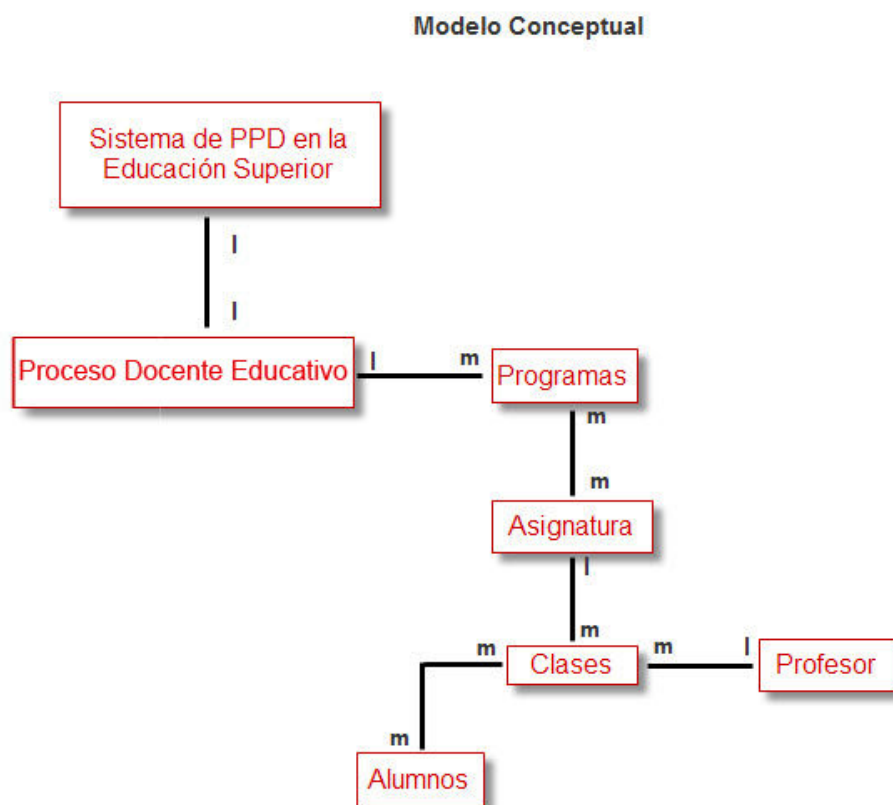 Modelo Conceptual
Sistema de PPD en la
Educación Superior
l
l
Proceso Docente Educativo
l m
Programas
m
m
Asignatura
l
m
m
Clases
m l
Profesor
m
Alumnos